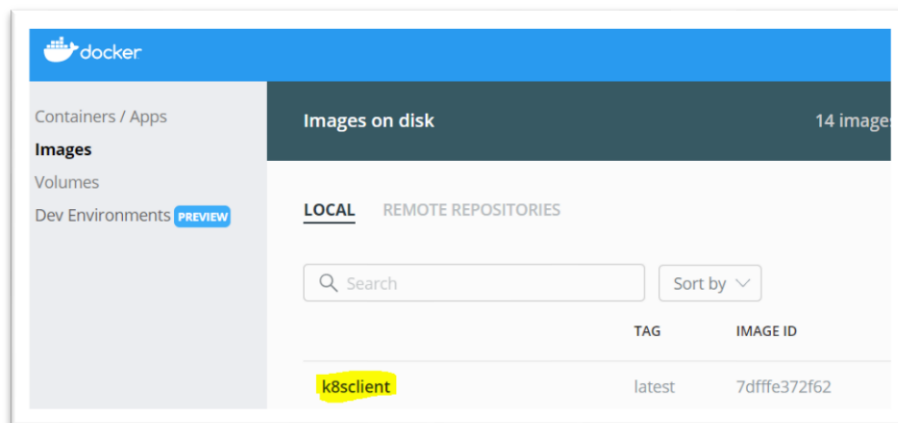 docker
Containers / Apps
Images
Volumes
Dev Environments PREVIEW
Images on disk 14 images
LOCAL REMOTE REPOSITORIES
Search Sort by
TAG IMAGE ID
k8sclient latest 7dfffe372f62